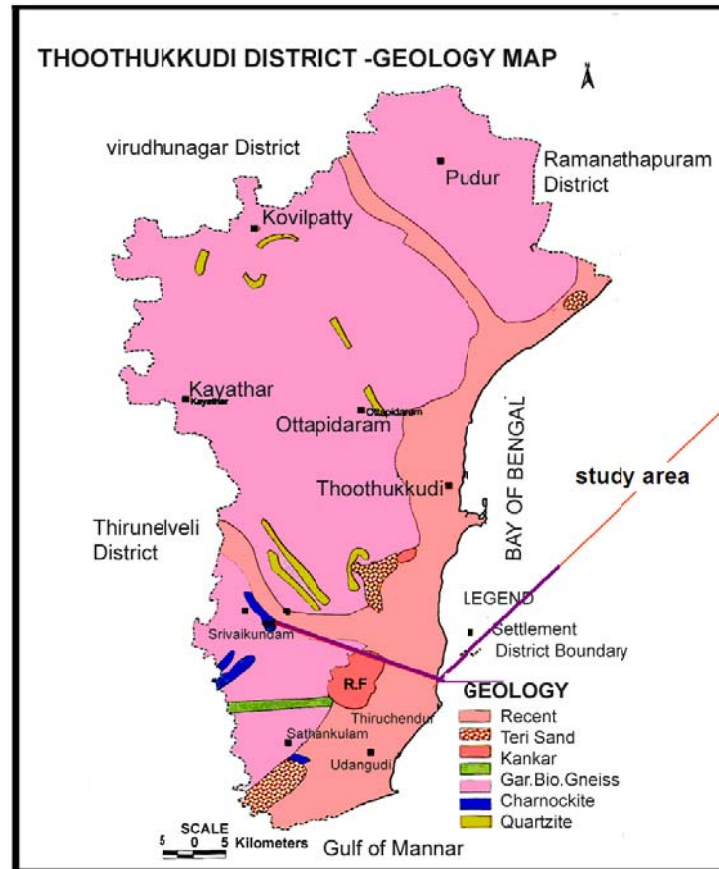 THOOTHUKKUDI DISTRICT -GEOLOGY MAP
N
virudhunagar District
Ramanathapuram
District
Pudur
Kovilpatty
Kayathar
Kayathar
Ottapidaram
Ottapidaram
Thoothukkudi
BAY OF BENGAL
study area
Thirunelveli
District
Srivaikundam
R.F
Thiruchendur
Sathankulam
Udangudi
LEGEND
Settlement
District Boundary
GEOLOGY
Recent
Teri Sand
Kankar
Gar.Bio.Gneiss
Charnockite
Quartzite
SCALE
5 0 5 Kilometers
Gulf of Mannar